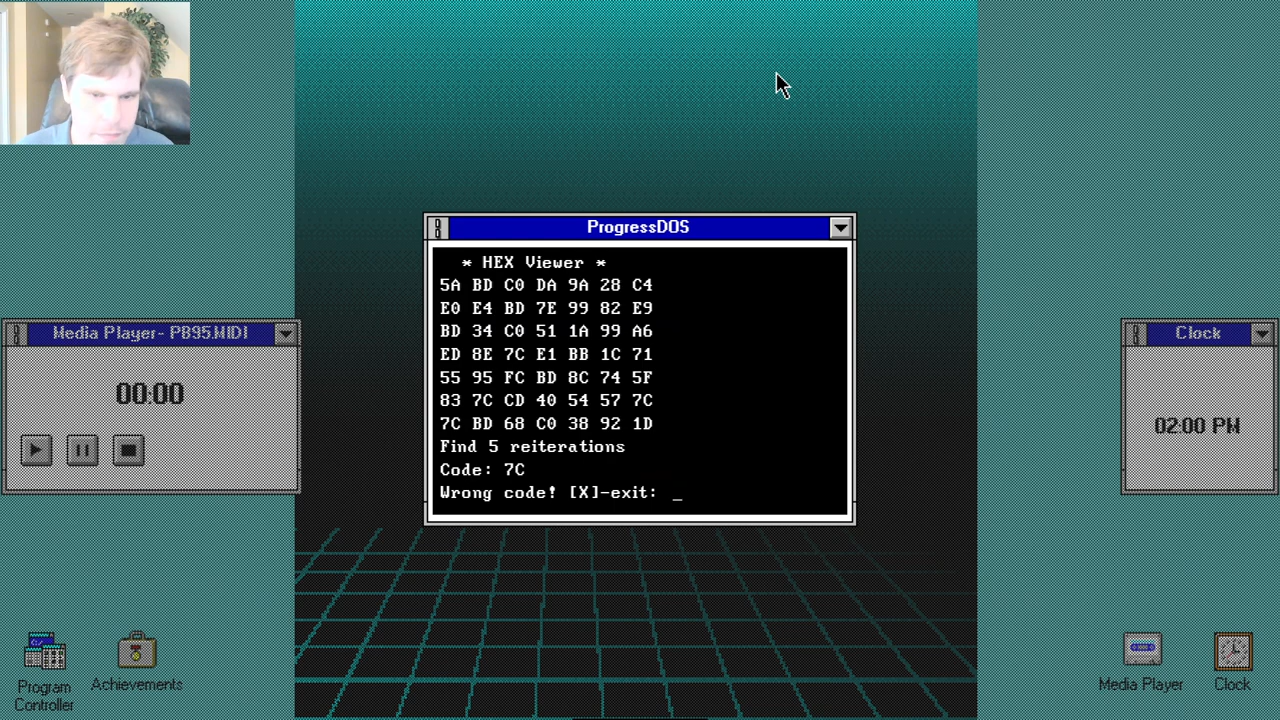 ProgressDOS
* HEX Viewer *
5A BD C0 DA 9A 28 C4
E0 E4 BD 7E 99 82 E9
BD 34 C0 51 1A 99 A6
ED 8E 7C E1 BB 1C 71
55 95 FC BD 8C 74 5F
83 7C CD 40 54 57 7C
7C BD 68 C0 38 92 1D
Find 5 reiterations
Code: 7C
Wrong code! [X]-exit: _
Media Player- PB95.MIDI
00:00
Clock
02:00 PM
Program
Controller
Achievements
Media Player
Clock